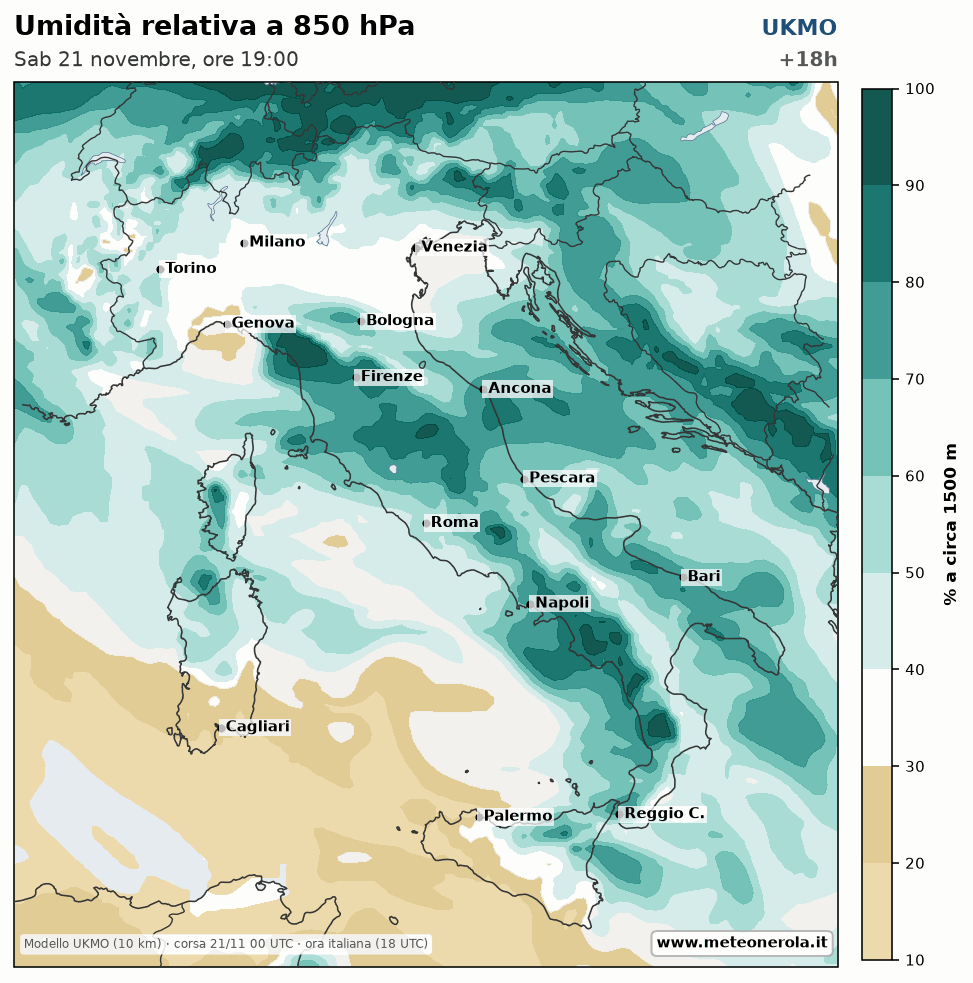 Umidità relativa a 850 hPa
UKMO
Sab 21 novembre, ore 19:00
+18h
Milano
Venezia
Torino
Genova
Bologna
Firenze
Ancona
Pescara
Roma
Bari
Napoli
Cagliari
Palermo
Reggio C.
100
90
80
70
60
50
40
30
20
10
% a circa 1500 m
Modello UKMO (10 km) · corsa 21/11 00 UTC · ora italiana (18 UTC)
www.meteonerola.it